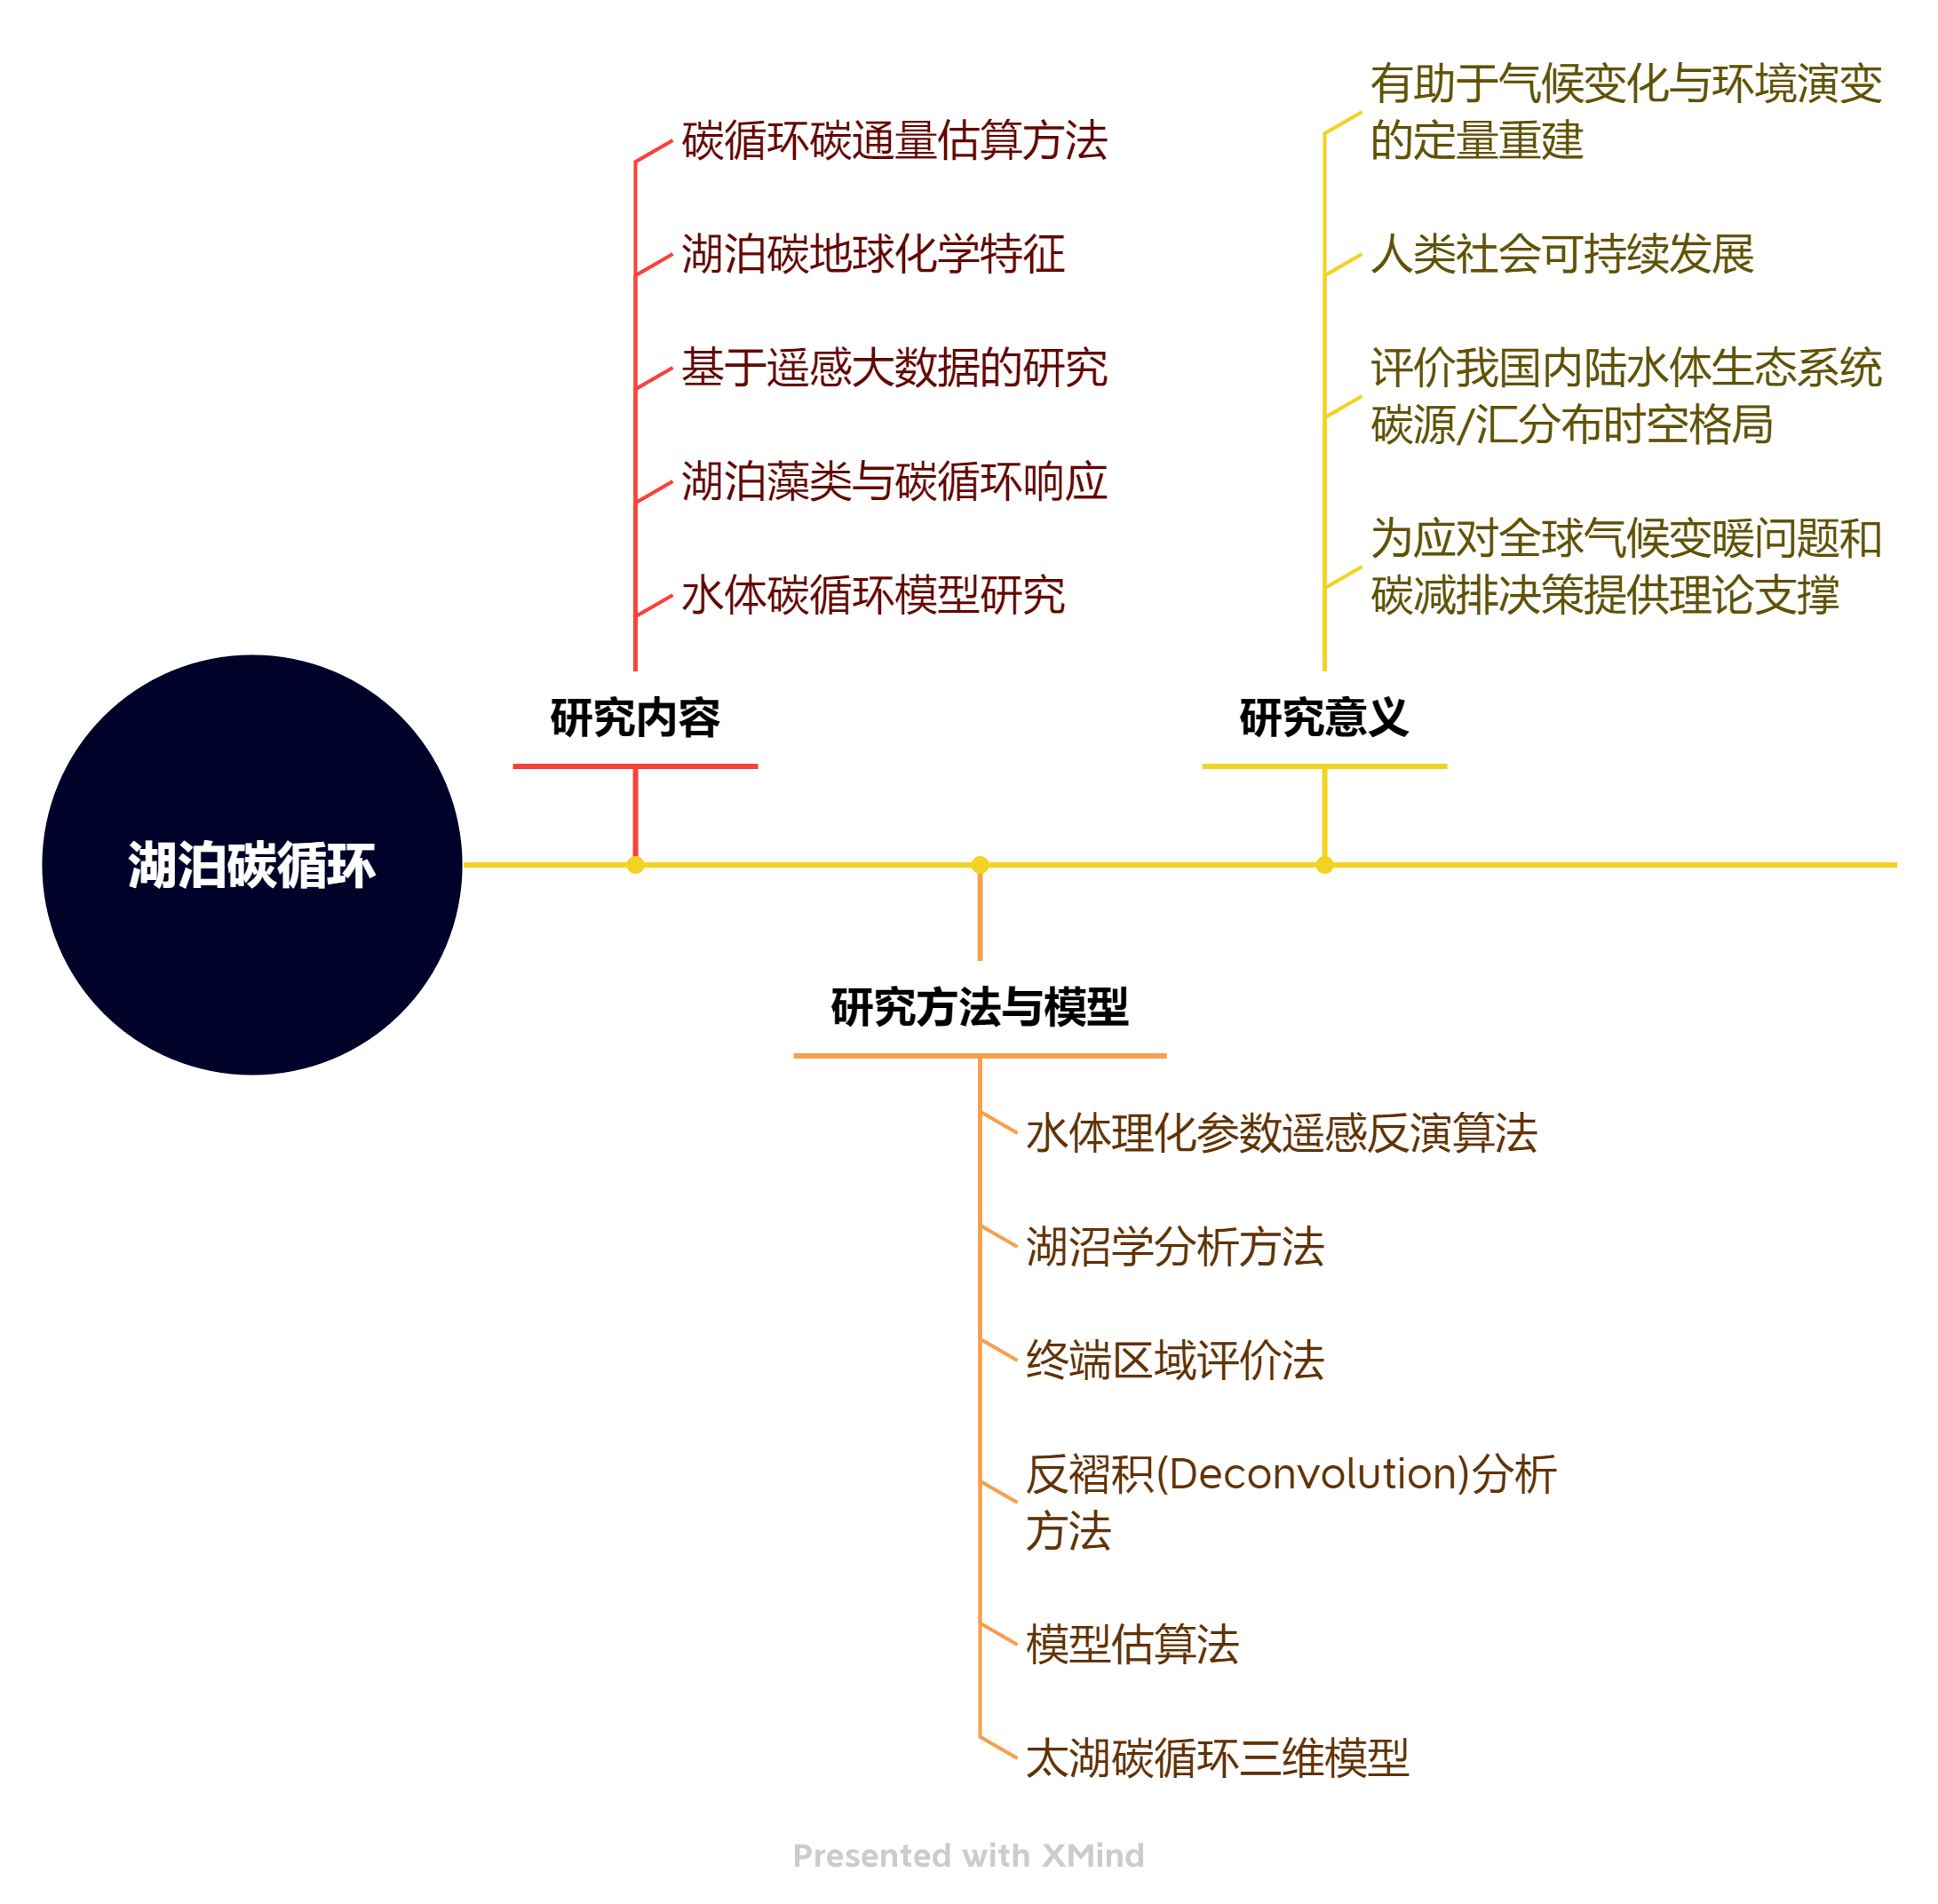 湖泊碳循环
研究内容
碳循环碳通量估算方法
湖泊碳地球化学特征
基于遥感大数据的研究
湖泊藻类与碳循环响应
水体碳循环模型研究
研究方法与模型
水体理化参数遥感反演算法
湖沼学分析方法
终端区域评价法
反褶积(Deconvolution)分析
方法
模型估算法
太湖碳循环三维模型
研究意义
有助于气候变化与环境演变
的定量重建
人类社会可持续发展
评价我国内陆水体生态系统
碳源/汇分布时空格局
为应对全球气候变暖问题和
碳减排决策提供理论支撑
Presented with XMind